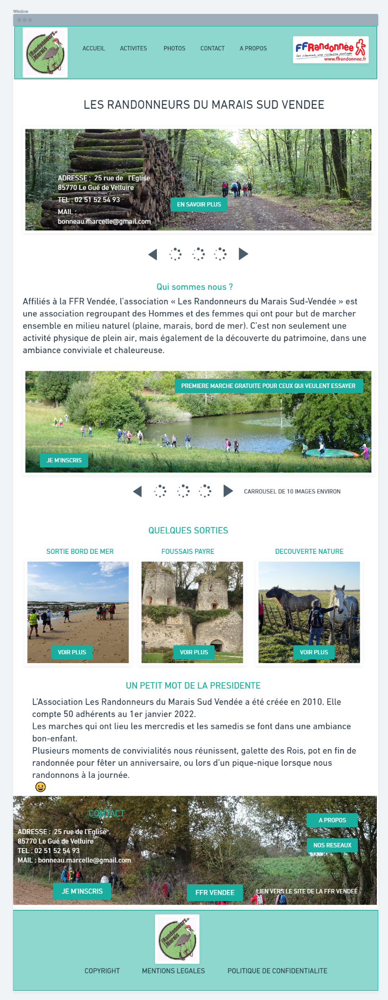 Window
Les Randonneurs du
Marais
ACCUEIL
ACTIVITES
PHOTOS
CONTACT
A PROPOS
FFRandonnée
les chemins, une richesse partagée
www.ffrandonnee.fr
LES RANDONNEURS DU MARAIS SUD VENDEE
ADRESSE : 25 rue de l'Eglise
85770 Le Gué de Velluire
TEL : 02 51 52 54 93
MAIL :
bonneau.marcelle@gmail.com
EN SAVOIR PLUS
Qui sommes nous ?
Affiliés à la FFR Vendée, l’association « Les Randonneurs du Marais Sud-Vendée » est
une association regroupant des Hommes et des femmes qui ont pour but de marcher
ensemble en milieu naturel (plaine, marais, bord de mer). C’est non seulement une
activité physique de plein air, mais également de la découverte du patrimoine, dans une
ambiance conviviale et chaleureuse.
PREMIERE MARCHE GRATUITE POUR CEUX QUI VEULENT ESSAYER
JE M'INSCRIS
CARROUSEL DE 10 IMAGES ENVIRON
QUELQUES SORTIES
SORTIE BORD DE MER
FOUSSAIS PAYRE
DECOUVERTE NATURE
VOIR PLUS
VOIR PLUS
VOIR PLUS
UN PETIT MOT DE LA PRESIDENTE
L’Association Les Randonneurs du Marais Sud Vendée a été créée en 2010. Elle
compte 50 adhérents au 1er janvier 2022.
Les marches qui ont lieu les mercredis et les samedis se font dans une ambiance
bon-enfant.
Plusieurs moments de convivialités nous réunissent, galette des Rois, pot en fin de
randonnée pour fêter un anniversaire, ou lors d’un pique-nique lorsque nous
randonnons à la journée.
CONTACT
ADRESSE : 25 rue de l'Eglise
85770 Le Gué de Velluire
TEL : 02 51 52 54 93
MAIL : bonneau.marcelle@gmail.com
A PROPOS
NOS RESEAUX
JE M'INSCRIS
FFR VENDEE
LIEN VERS LE SITE DE LA FFR VENDEE
Randonneurs du
Marais
COPYRIGHT
MENTIONS LEGALES
POLITIQUE DE CONFIDENTIALITE